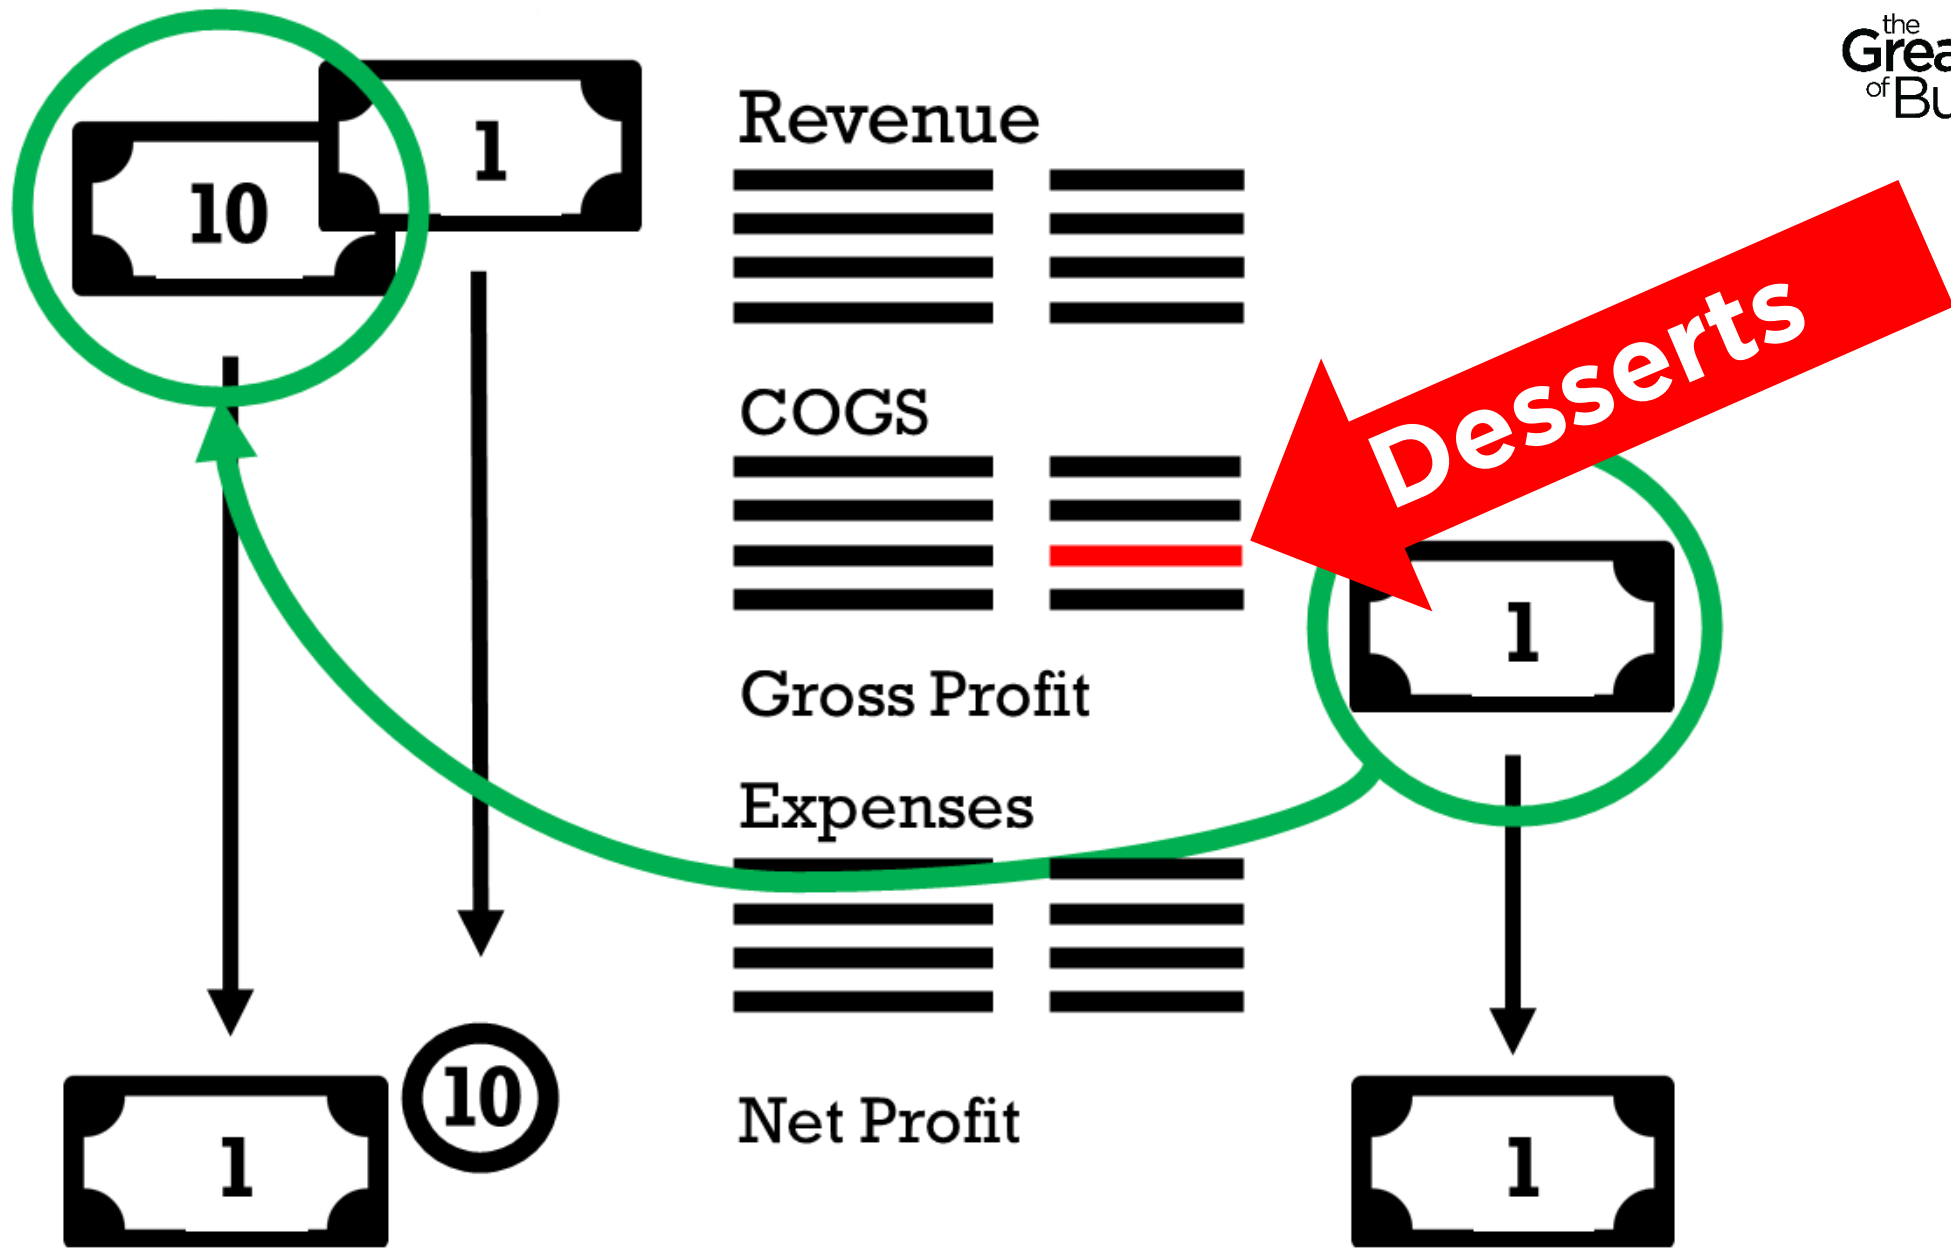 the
Grea
of Bu
10
1
Revenue
COGS
Desserts
1
Gross Profit
Expenses
10
Net Profit
1
1